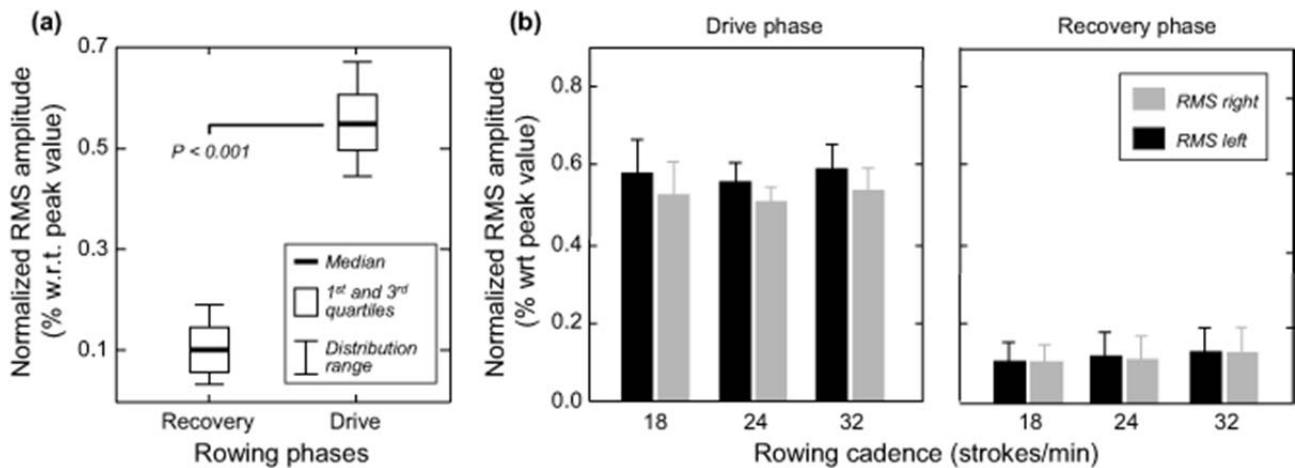 (a)
Normalized RMS amplitude
(% w.r.t. peak value)
0.7
0.5
0.3
0.1
P < 0.001
Median
1st and 3rd
quartiles
Distribution
range
Recovery
Drive
Rowing phases
(b)
Drive phase
Recovery phase
Normalized RMS amplitude
(% wrt peak value)
0.8
0.6
0.4
0.2
0.0
RMS right
RMS left
18
24
32
18
24
32
Rowing cadence (strokes/min)